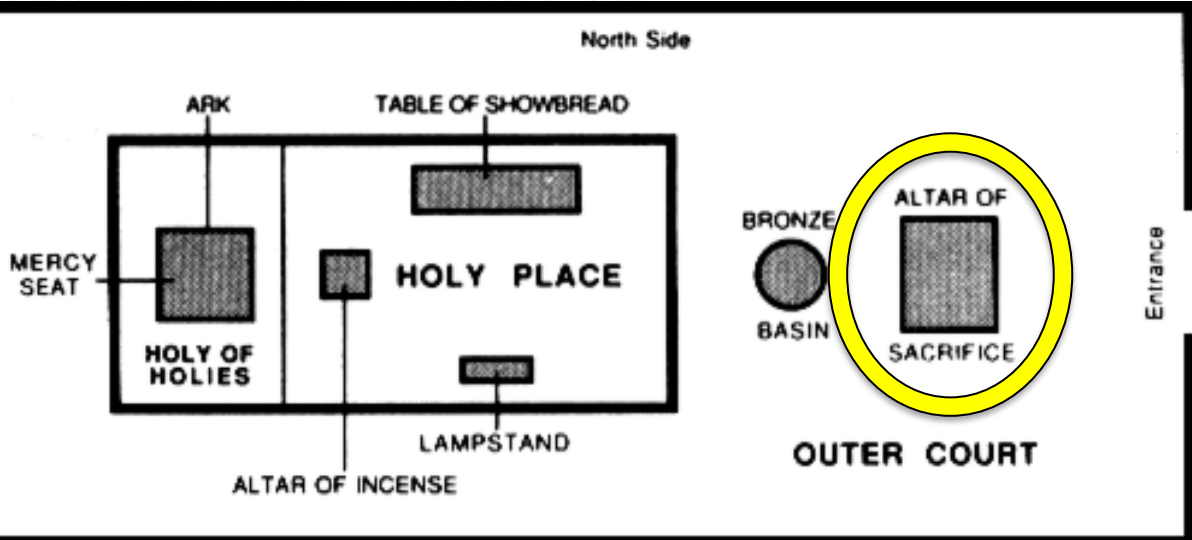 North Side
ARK
TABLE OF SHOWBREAD
MERCY
SEAT
HOLY OF
HOLIES
HOLY PLACE
LAMPSTAND
ALTAR OF INCENSE
BRONZE
BASIN
ALTAR OF
SACRIFICE
OUTER COURT
Entrance